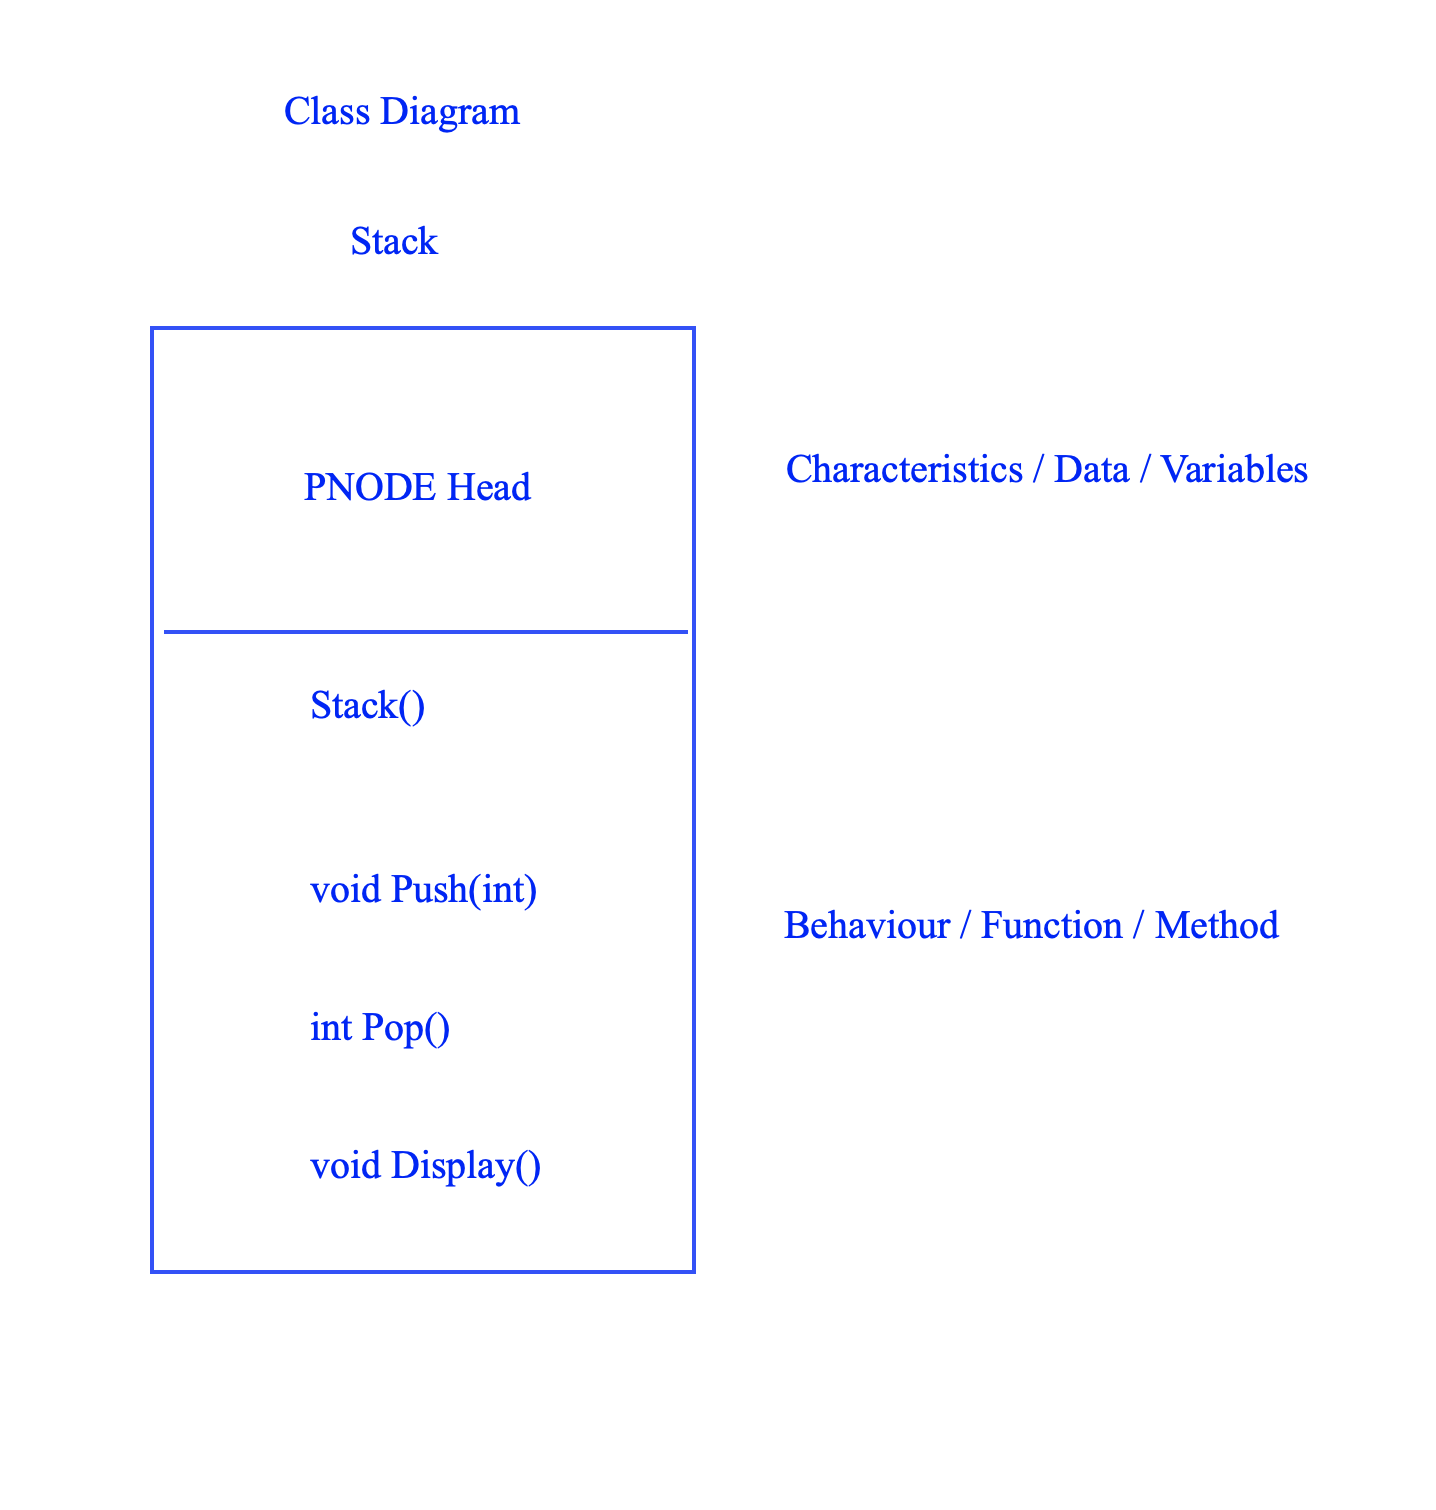 Class Diagram
Stack
PNODE Head
Characteristics / Data / Variables
Stack()
void Push(int)
Behaviour / Function / Method
int Pop()
void Display()